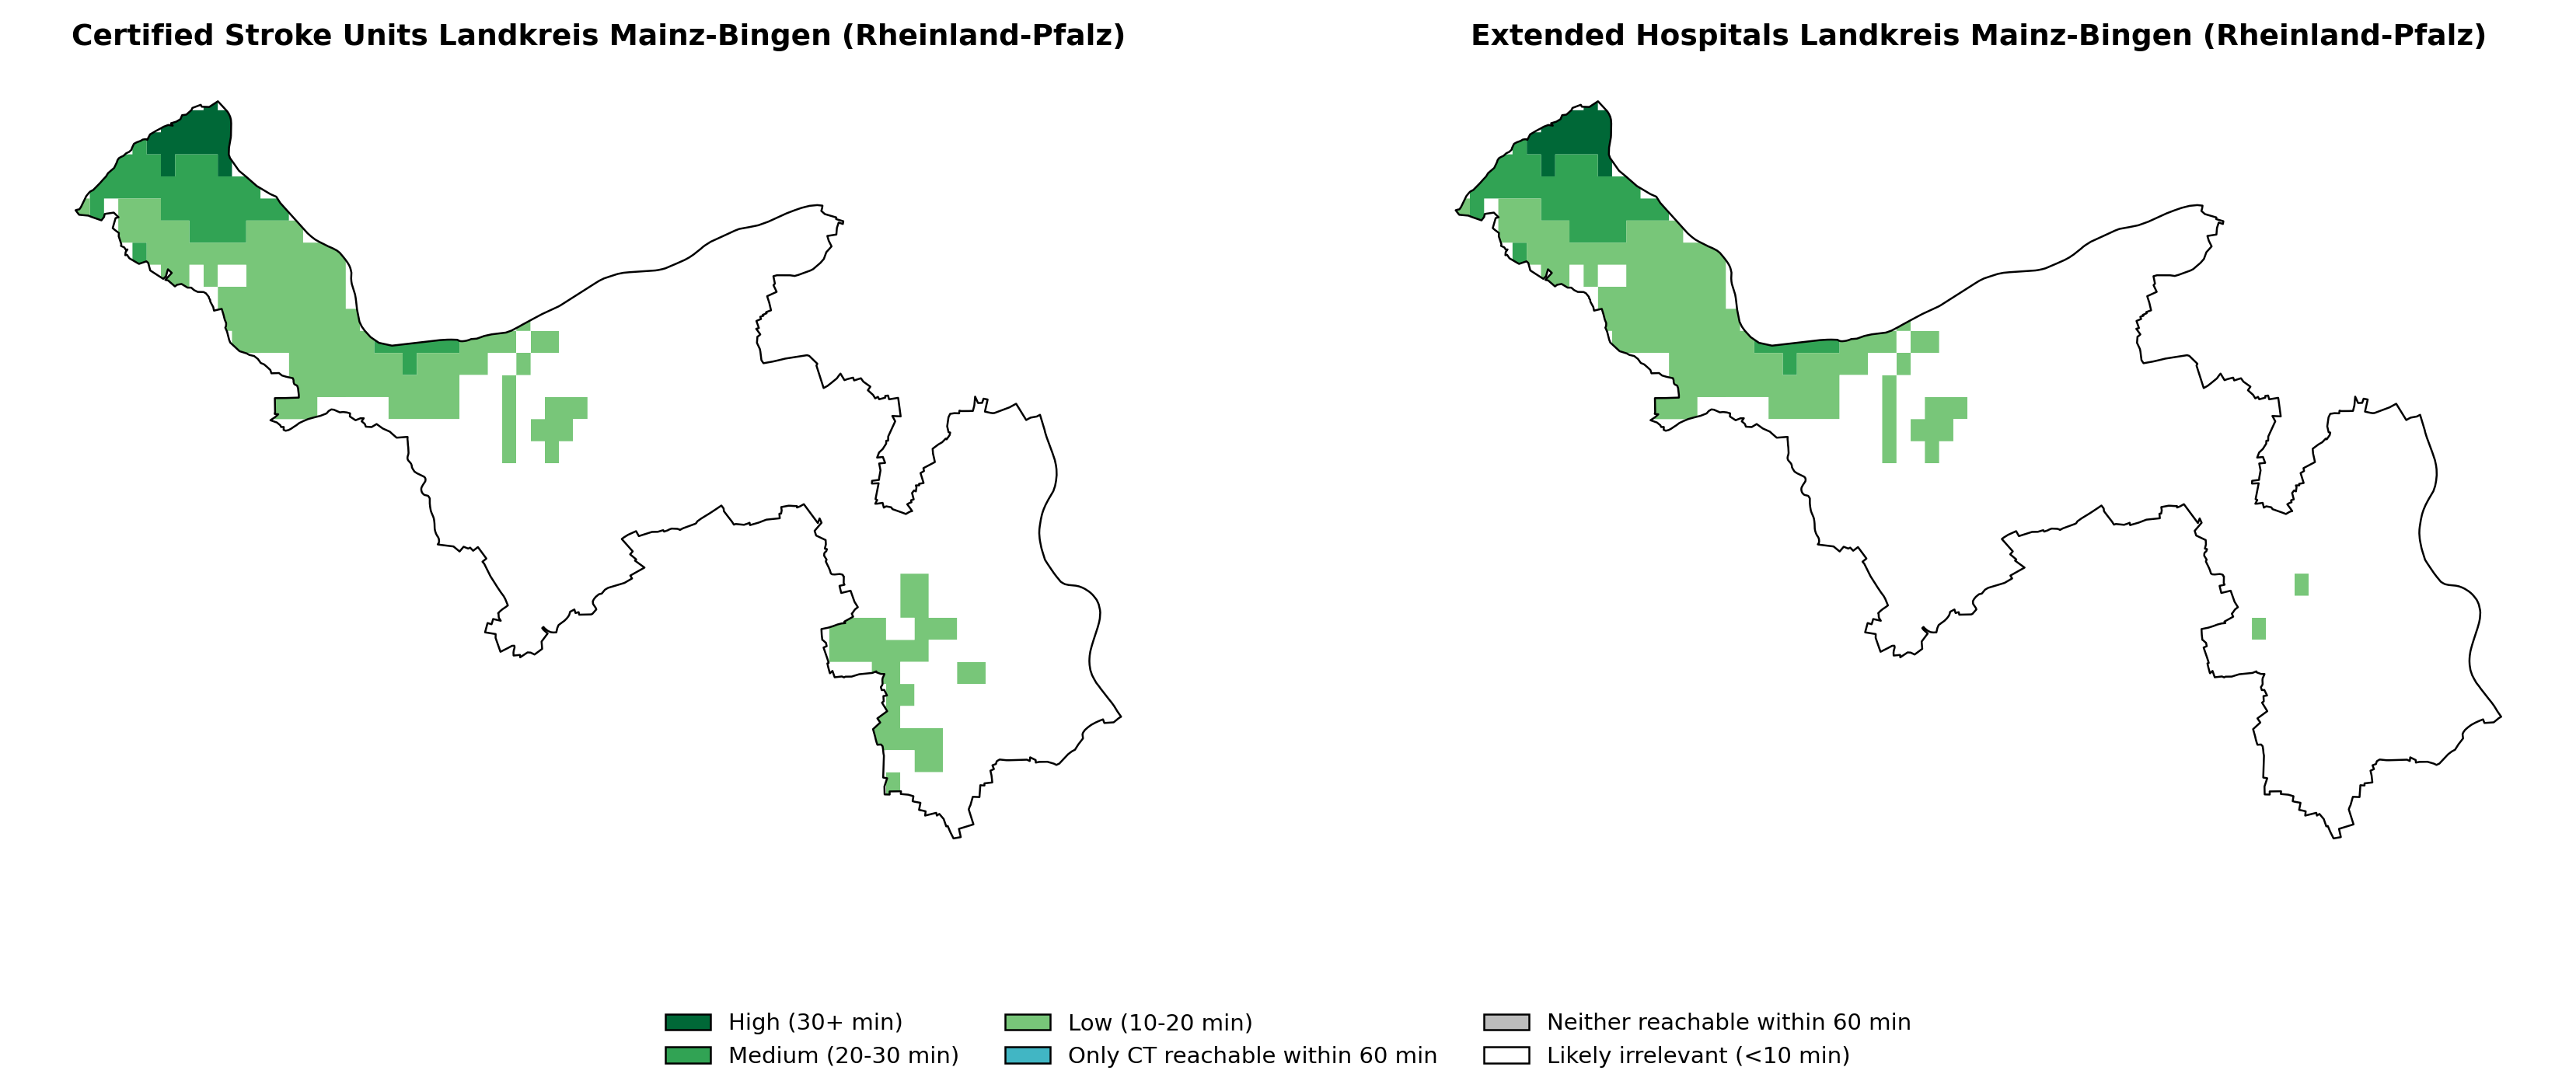 Certified Stroke Units Landkreis Mainz-Bingen (Rheinland-Pfalz)
Extended Hospitals Landkreis Mainz-Bingen (Rheinland-Pfalz)
High (30+ min)
Medium (20-30 min)
Low (10-20 min)
Only CT reachable within 60 min
Neither reachable within 60 min
Likely irrelevant (<10 min)